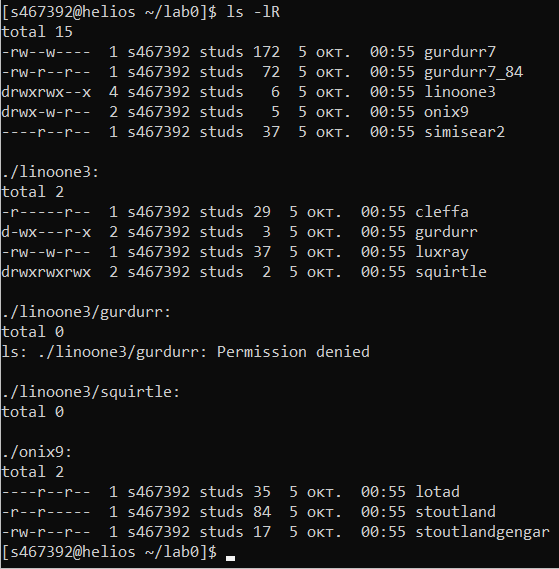 [s467392@helios ~/lab0]$ ls -lR
total 15
-rw--w----  1 s467392 studs 172  5 окт.  00:55 gurdurr7
-rw-r--r--  1 s467392 studs  72  5 окт.  00:55 gurdurr7_84
drwxrwx--x  4 s467392 studs   6  5 окт.  00:55 linoone3
drwx-w-r--  2 s467392 studs   5  5 окт.  00:55 onix9
----r--r--  1 s467392 studs  37  5 окт.  00:55 simisear2

./linoone3:
total 2
-r-----r--  1 s467392 studs 29  5 окт.  00:55 cleffa
d-wx---r-x  2 s467392 studs  3  5 окт.  00:55 gurdurr
-rw--w-r--  1 s467392 studs 37  5 окт.  00:55 luxray
drwxrwxrwx  2 s467392 studs  2  5 окт.  00:55 squirtle

./linoone3/gurdurr:
total 0
ls: ./linoone3/gurdurr: Permission denied

./linoone3/squirtle:
total 0

./onix9:
total 2
----r--r--  1 s467392 studs 35  5 окт.  00:55 lotad
-r--r-----  1 s467392 studs 84  5 окт.  00:55 stoutland
-rw-r--r--  1 s467392 studs 17  5 окт.  00:55 stoutlandgengar
[s467392@helios ~/lab0]$